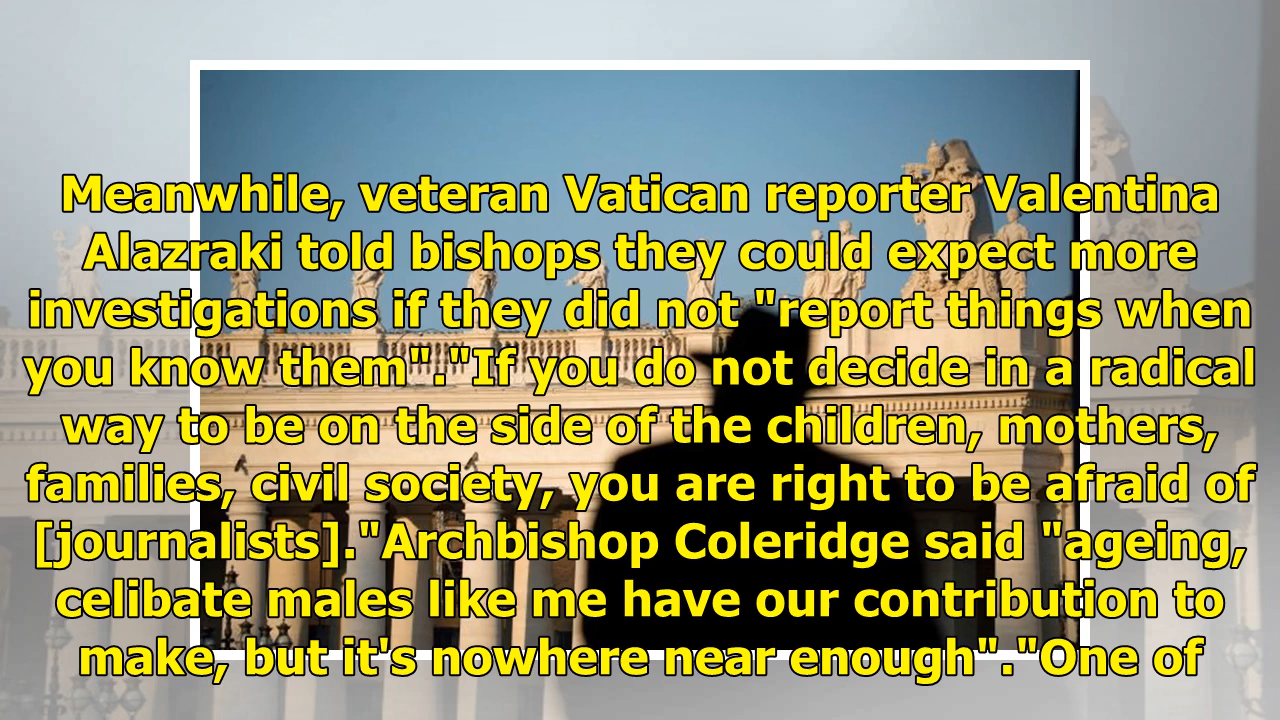 Meanwhile, veteran Vatican reporter Valentina
Alazraki told bishops they could expect more
investigations if they did not "report things when
you know them"."If you do not decide in a radical
way to be on the side of the children, mothers,
families, civil society, you are right to be afraid of
[journalists]."Archbishop Coleridge said "ageing,
celibate males like me have our contribution to
make, but it's nowhere near enough"."One of